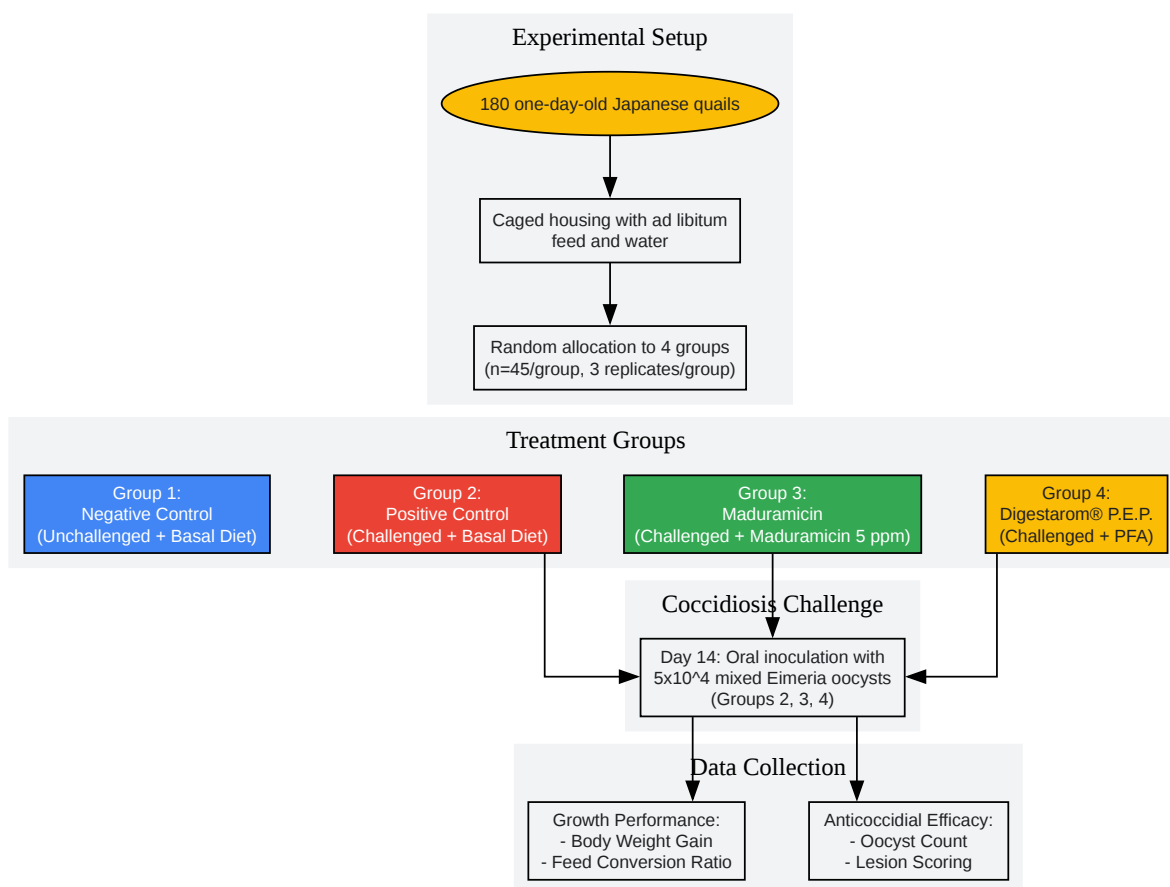 Experimental Setup
180 one-day-old Japanese quails
Caged housing with ad libitum
feed and water
Random allocation to 4 groups
(n=45/group, 3 replicates/group)
Treatment Groups
Group 1:
Negative Control
(Unchallenged + Basal Diet)
Group 2:
Positive Control
(Challenged + Basal Diet)
Group 3:
Maduramicin
(Challenged + Maduramicin 5 ppm)
Group 4:
Digestarom® P.E.P.
(Challenged + PFA)
Coccidiosis Challenge
Day 14: Oral inoculation with
5x10^4 mixed Eimeria oocysts
(Groups 2, 3, 4)
Data Collection
Growth Performance:
- Body Weight Gain
- Feed Conversion Ratio
Anticoccidial Efficacy:
- Oocyst Count
- Lesion Scoring